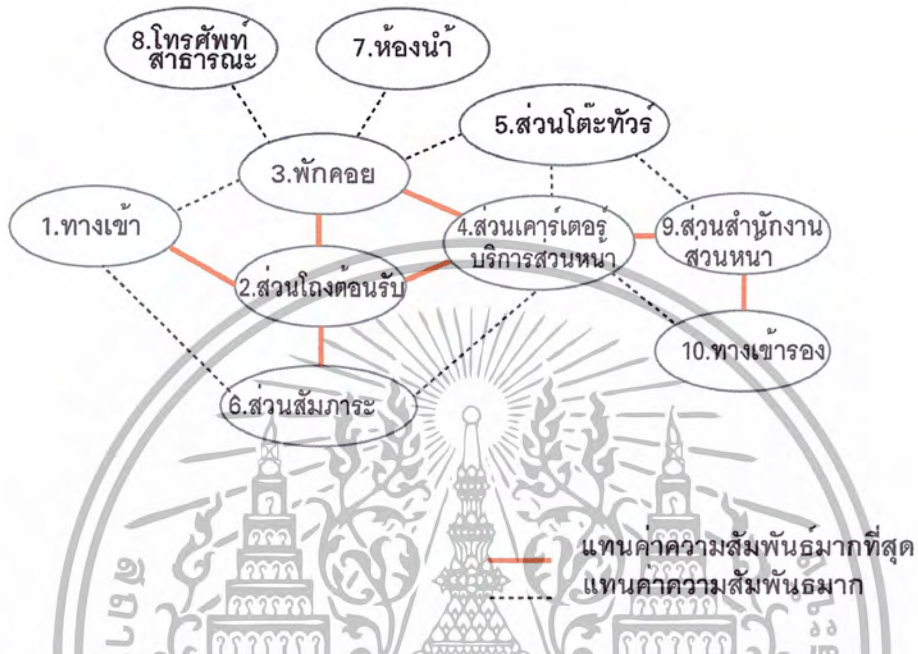 8.โทรศัพท์
สาธารณะ
7.ห้องน้ำ
5.ส่วนโต๊ะทัวร์
3.พักคอย
1.ทางเข้า
4.ส่วนเคาร์เตอร์
บริการส่วนหน้า
9.ส่วนสำนักงาน
ส่วนหน้า
2.ส่วนโถงต้อนรับ
10.ทางเข้ารอง
6.ส่วนสัมภาระ
แทนค่าความสัมพันธ์มากที่สุด
แทนค่าความสัมพันธ์มาก